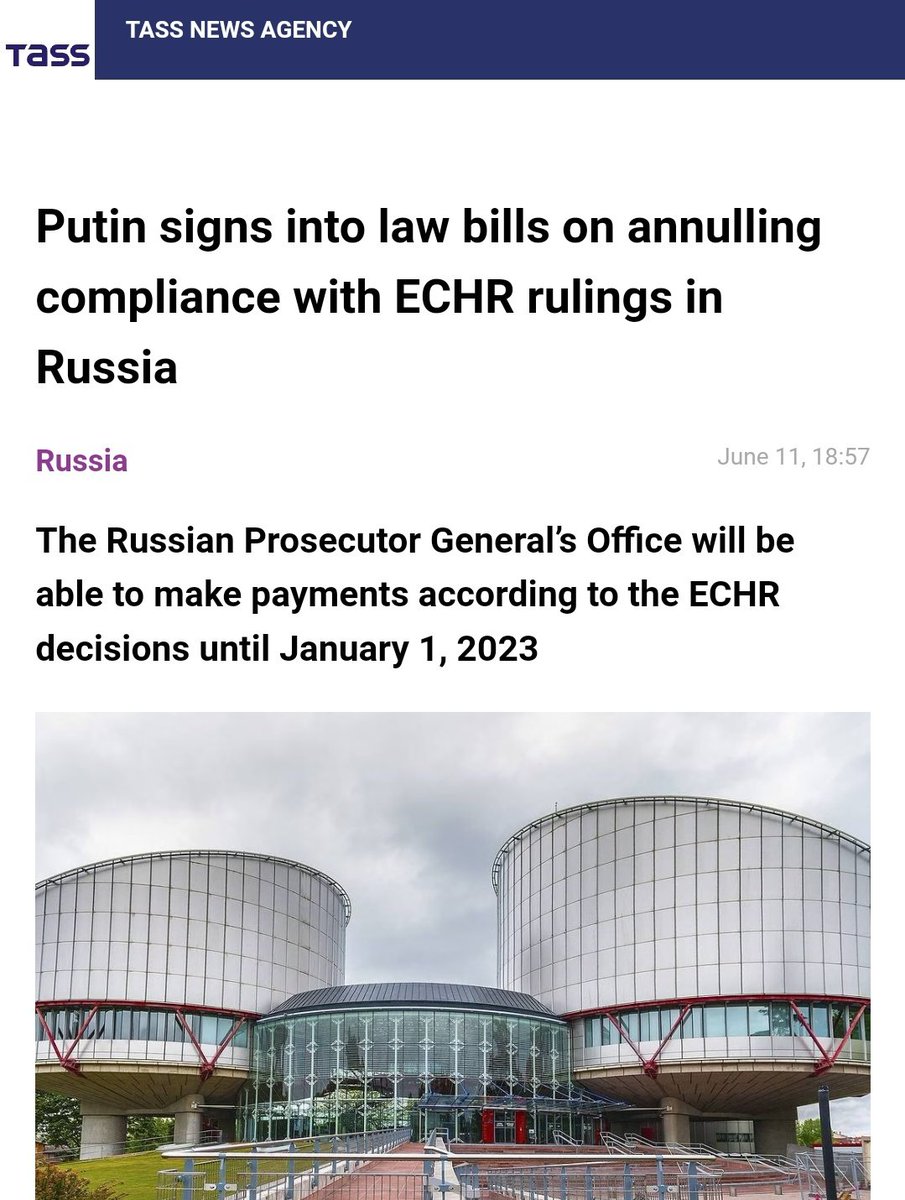 TASS
TASS NEWS AGENCY
Putin signs into law bills on annulling
compliance with ECHR rulings in
Russia
Russia
June 11, 18:57
The Russian Prosecutor General’s Office will be
able to make payments according to the ECHR
decisions until January 1, 2023